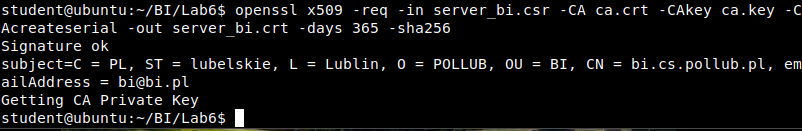 student@ubuntu:~/BI/Lab6$ openssl x509 -req -in server_bi.csr -CA ca.crt -CAkey ca.key -C
Acreateserial -out server_bi.crt -days 365 -sha256
Signature ok
subject=C = PL, ST = lubelskie, L = Lublin, O = POLLUB, OU = BI, CN = bi.cs.pollub.pl, em
ailAddress = bi@bi.pl
Getting CA Private Key
student@ubuntu:~/BI/Lab6$